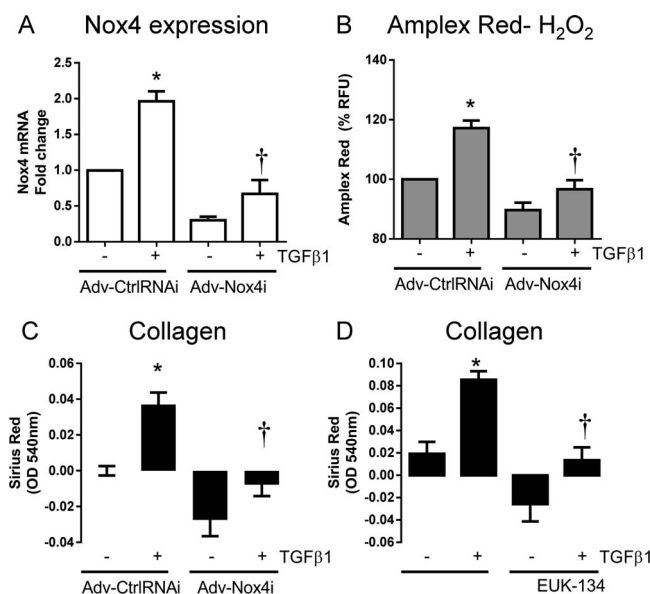 A Nox4 expression
Nox4 mRNA
Fold change
2.0
1.5
1.0
0.5
0.0
*
†
- + - + TGFβ1
Adv-CtrlRNAi Adv-Nox4i
B Amplex Red- H₂O₂
Amplex Red (% RFU)
140
120
100
80
*
†
- + - + TGFβ1
Adv-CtrlRNAi Adv-Nox4i
C Collagen
Sirius Red
(OD 540nm)
0.06
0.04
0.02
0.00
-0.02
-0.04
*
†
- + - + TGFβ1
Adv-CtrlRNAi Adv-Nox4i
D Collagen
Sirius Red
(OD 540nm)
0.10
0.08
0.06
0.04
0.02
0.00
-0.02
-0.04
-0.06
*
†
- + - + TGFβ1
EUK-134